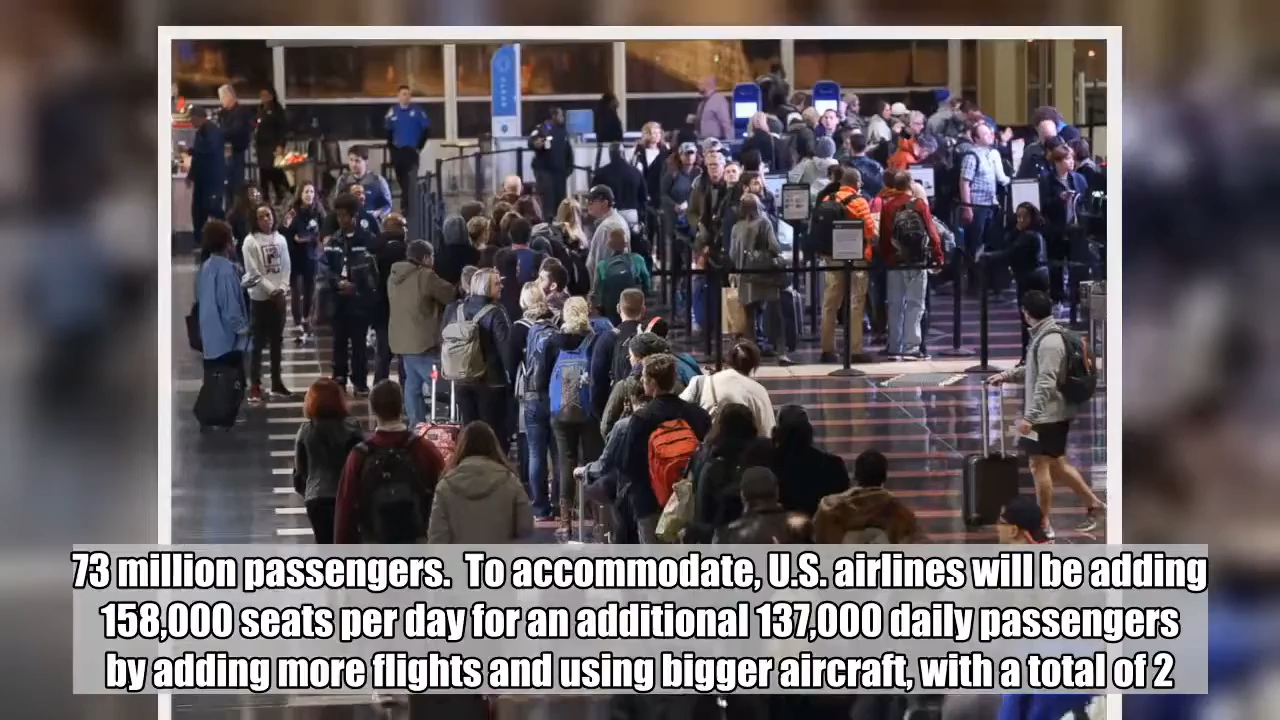 73 million passengers. To accommodate, U.S. airlines will be adding
158,000 seats per day for an additional 137,000 daily passengers
by adding more flights and using bigger aircraft, with a total of 2